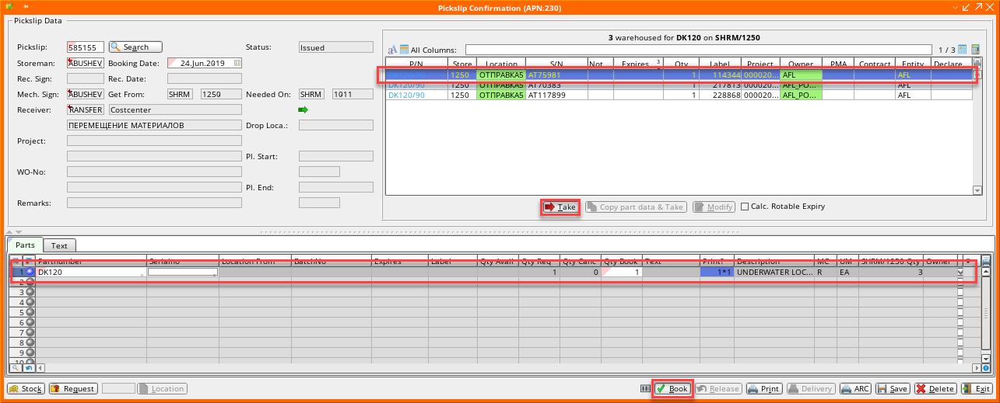 Pickslip Confirmation (APN:230)
Pickslip Data
Pickslip: 585155 Search Status: Issued
Storeman: ABUSHEV Booking Date: 24.Jun.2019
Rec. Sign: Rec. Date:
Mech. Sign: ABUSHEV Get From: SHRM 1250 Needed On: SHRM 1011
Receiver: RANSFER Costcenter
ПЕРЕМЕЩЕНИЕ МАТЕРИАЛОВ Drop Loca.:
Project:
Pl. Start:
WO-No:
Pl. End:
Remarks:
3 warehoused for DK120 on SHRM/1250
All Columns: 1 / 3
P/N Store Location S/N Not... Expires 3 Qty Label Project Owner PMA Contract Entity Declare...
1250 ОТПРАВКА5 AT75981 1 114344 000020... AFL AFL
DK120/90 1250 ОТПРАВКА5 AT70383 1 217813 000020... AFL_PO... AFL
DK120/90 1250 ОТПРАВКА5 AT117899 1 228868 000020... AFL_PO... AFL
Take Copy part data & Take Modify Calc. Rotable Expiry
Parts Text
Partnumber Serialno Location From BatchNo Expires Label Qty Avail Qty Req Qty Canc Qty Book Text Print? Description MC UM SHRM/1250 Qty Owner
1 DK120 1 0 1 1*1 UNDERWATER LOC... R EA 3
2
3
4
5
6
7
8
9
10
Stock Request Location Book Release Print Delivery ARC Save Delete Exit